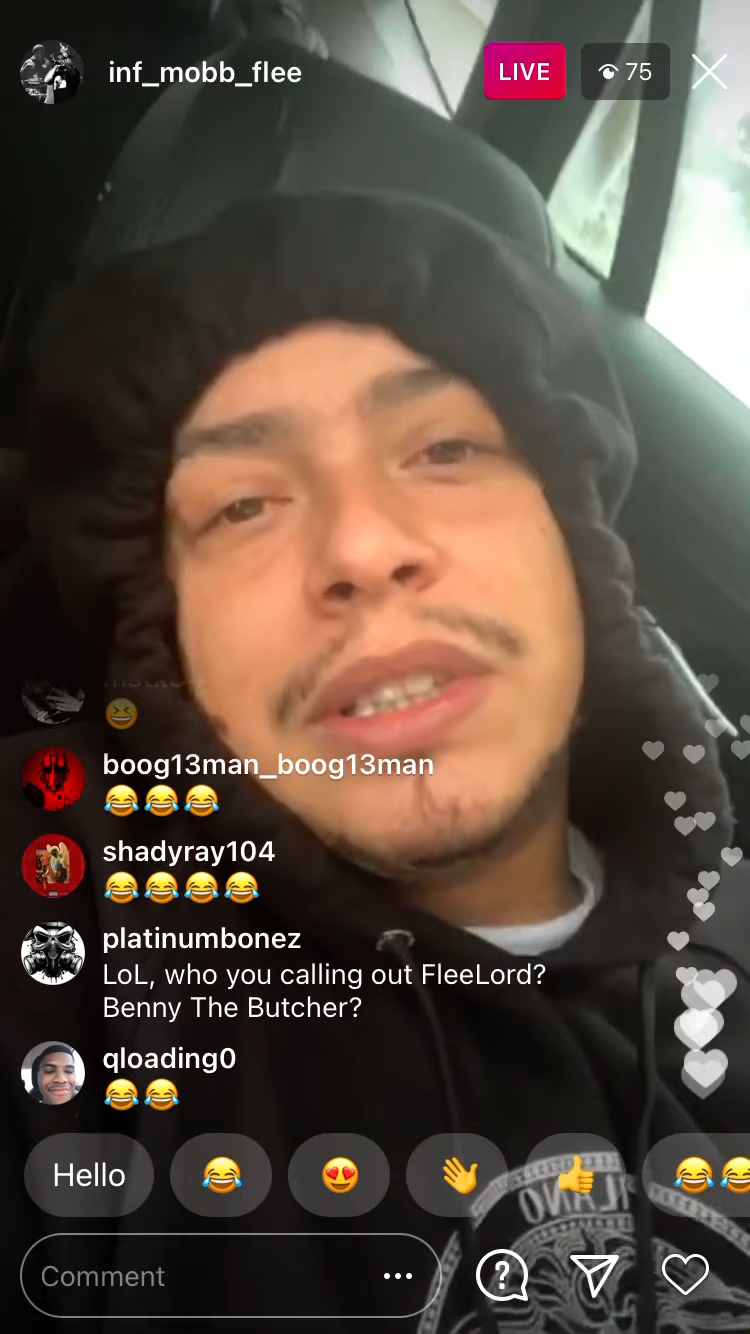 inf_mobb_flee
LIVE
75
😆
boog13man_boog13man
😂😂😂
shadyray104
😂😂😂😂
platinumbonez
LoL, who you calling out FleeLord?
Benny The Butcher?
qloading0
😂😂
Hello 😂 😍 👋 👍 😂😂
Comment